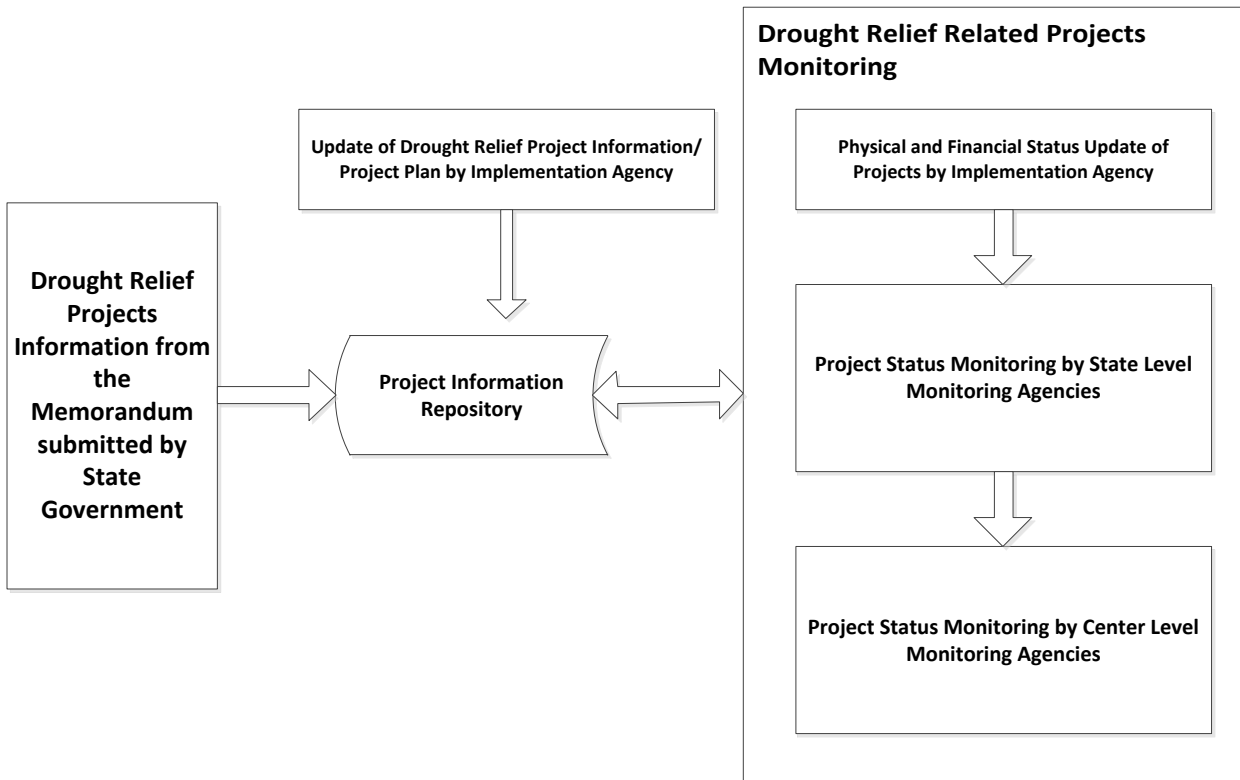 Drought Relief
Projects
Information from
the
Memorandum
submitted by
State
Government
Update of Drought Relief Project Information/
Project Plan by Implementation Agency
Project Information
Repository
Drought Relief Related Projects
Monitoring
Physical and Financial Status Update of
Projects by Implementation Agency
Project Status Monitoring by State Level
Monitoring Agencies
Project Status Monitoring by Center Level
Monitoring Agencies